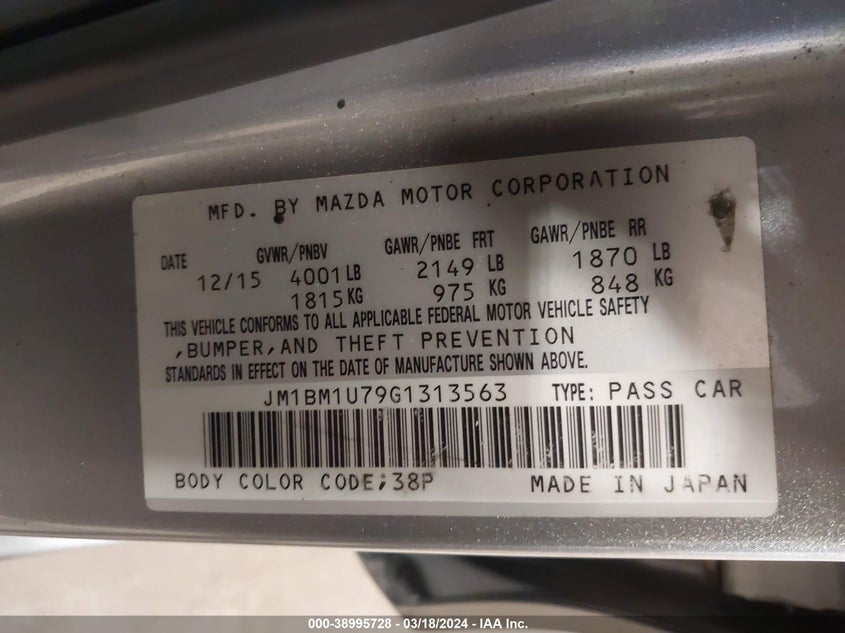 MFD. BY MAZDA MOTOR CORPORATION
DATE GVWR/PNBV GAWR/PNBE FRT GAWR/PNBE RR
12/15 4001 LB 2149 LB 1870 LB
1815 KG 975 KG 848 KG
THIS VEHICLE CONFORMS TO ALL APPLICABLE FEDERAL MOTOR VEHICLE SAFETY
,BUMPER,AND THEFT PREVENTION
STANDARDS IN EFFECT ON THE DATE OF MANUFACTURE SHOWN ABOVE.
JM1BM1U79G1313563 TYPE: PASS CAR
BODY COLOR CODE;38P MADE IN JAPAN
000-38995728 - 03/18/2024 - IAA Inc.